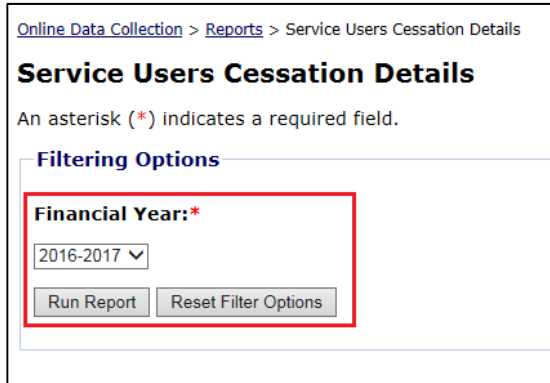 Online Data Collection > Reports > Service Users Cessation Details
Service Users Cessation Details
An asterisk (*) indicates a required field.
Filtering Options
Financial Year:*
2016-2017
Run Report Reset Filter Options